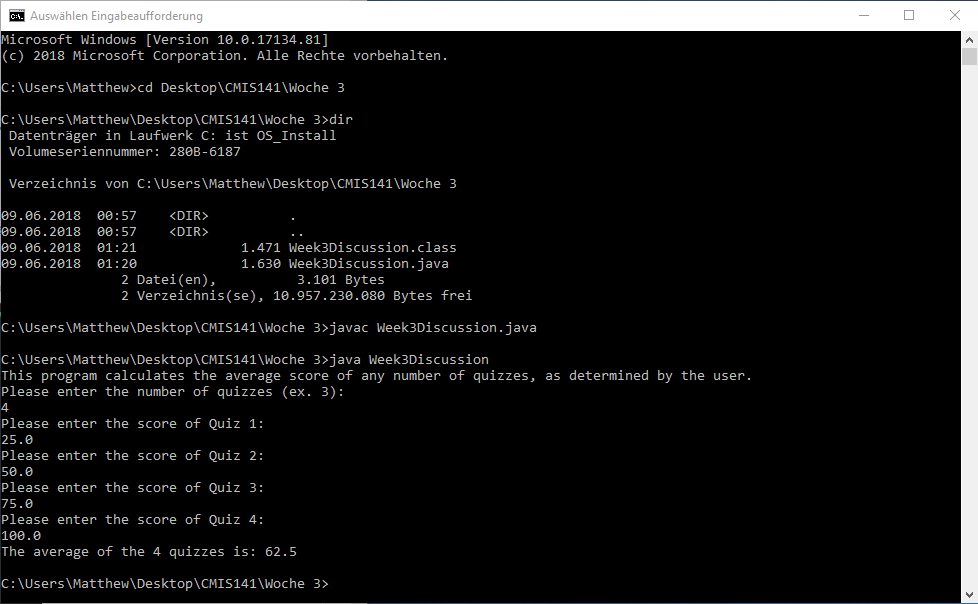 Auswählen Eingabeaufforderung
Microsoft Windows [Version 10.0.17134.81]
(c) 2018 Microsoft Corporation. Alle Rechte vorbehalten.
C:\Users\Matthew>cd Desktop\CMIS141\Woche 3
C:\Users\Matthew\Desktop\CMIS141\Woche 3>dir
Datenträger in Laufwerk C: ist OS_Install
Volumeseriennummer: 280B-6187
Verzeichnis von C:\Users\Matthew\Desktop\CMIS141\Woche 3
09.06.2018  00:57    <DIR>          .
09.06.2018  00:57    <DIR>          ..
09.06.2018  01:21             1.471 Week3Discussion.class
09.06.2018  01:20             1.630 Week3Discussion.java
2 Datei(en),          3.101 Bytes
2 Verzeichnis(se), 10.957.230.080 Bytes frei
C:\Users\Matthew\Desktop\CMIS141\Woche 3>javac Week3Discussion.java
C:\Users\Matthew\Desktop\CMIS141\Woche 3>java Week3Discussion
This program calculates the average score of any number of quizzes, as determined by the user.
Please enter the number of quizzes (ex. 3):
4
Please enter the score of Quiz 1:
25.0
Please enter the score of Quiz 2:
50.0
Please enter the score of Quiz 3:
75.0
Please enter the score of Quiz 4:
100.0
The average of the 4 quizzes is: 62.5
C:\Users\Matthew\Desktop\CMIS141\Woche 3>